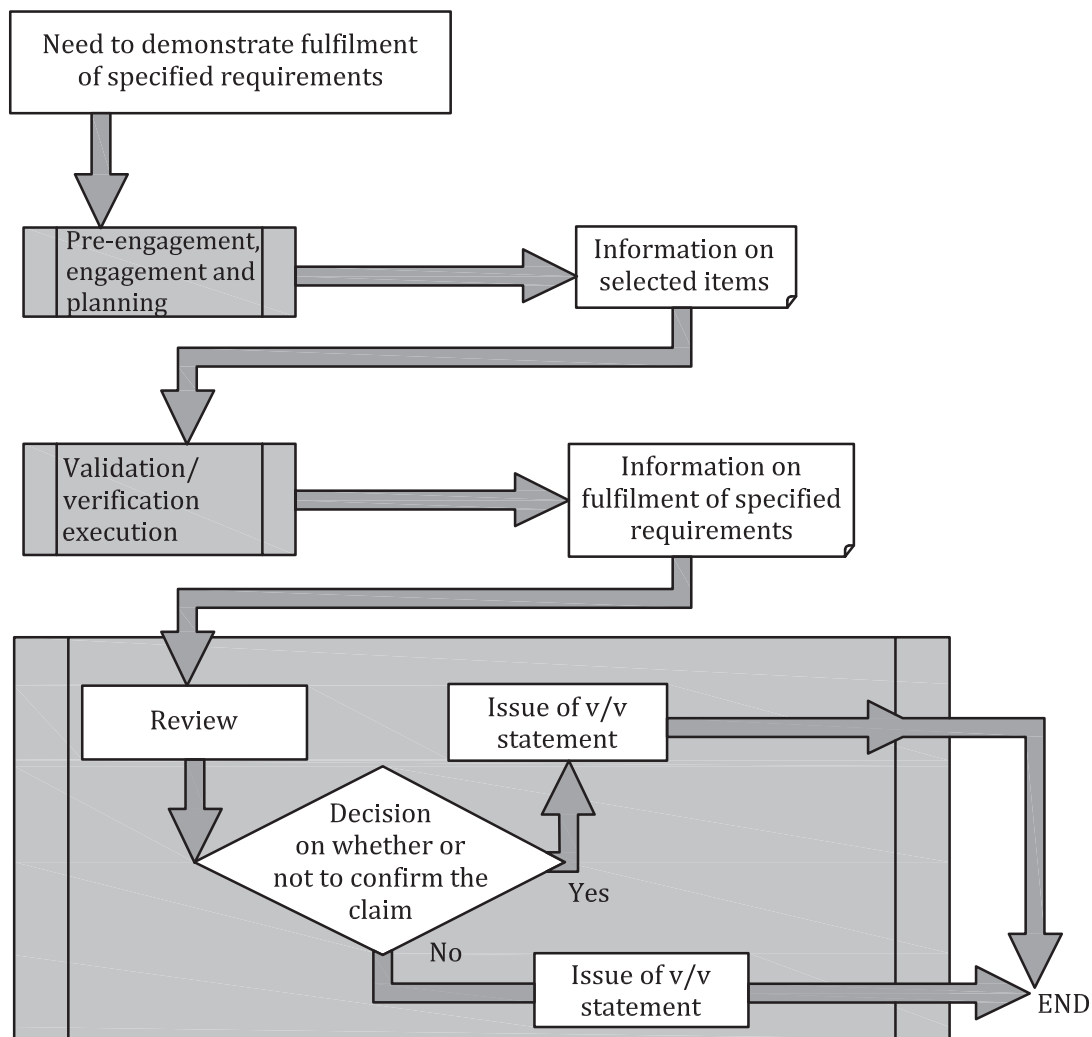 Need to demonstrate fulfilment
of specified requirements
Pre-engagement,
engagement and
planning
Information on
selected items
Validation/
verification
execution
Information on
fulfilment of specified
requirements
Review
Issue of v/v
statement
Decision
on whether or
not to confirm the
claim
Yes
No
Issue of v/v
statement
END